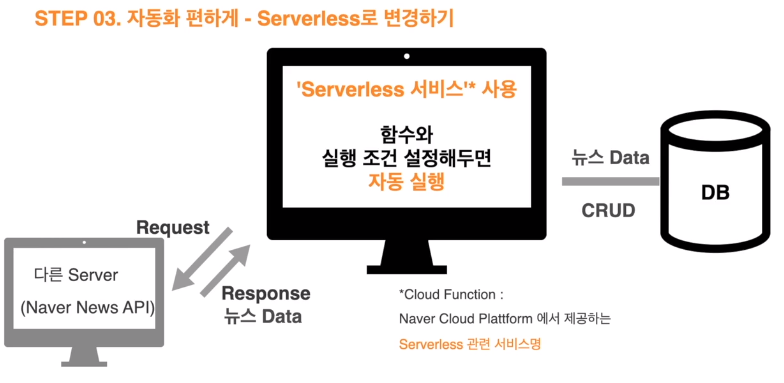 STEP 03. 자동화 편하게 - Serverless로 변경하기
'Serverless 서비스'* 사용
함수와
실행 조건 설정해두면
자동 실행
뉴스 Data
CRUD
DB
Request
Response
뉴스 Data
다른 Server
(Naver News API)
*Cloud Function :
Naver Cloud Plattform 에서 제공하는
Serverless 관련 서비스명